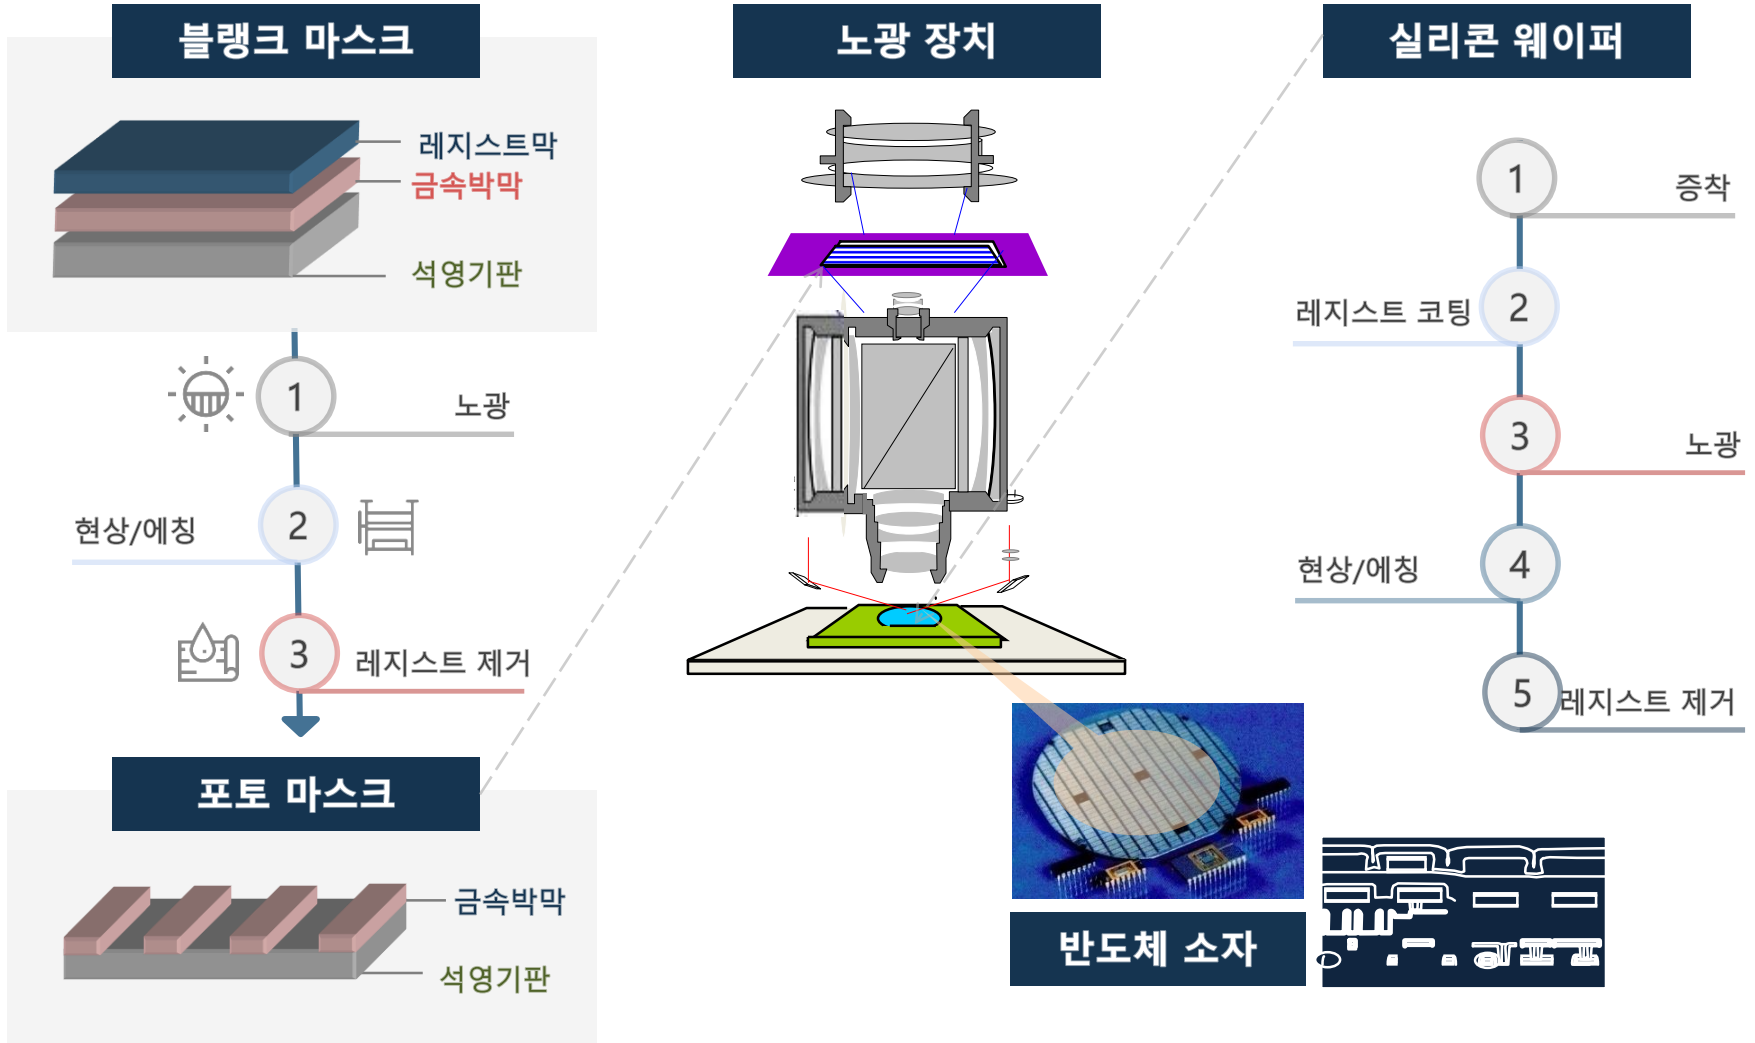 블랭크 마스크
레지스트막
금속박막
석영기판
1
노광
2
현상/에칭
3
레지스트 제거
포토 마스크
금속박막
석영기판
노광 장치
반도체 소자
실리콘 웨이퍼
1
증착
2
레지스트 코팅
3
노광
4
현상/에칭
5
레지스트 제거